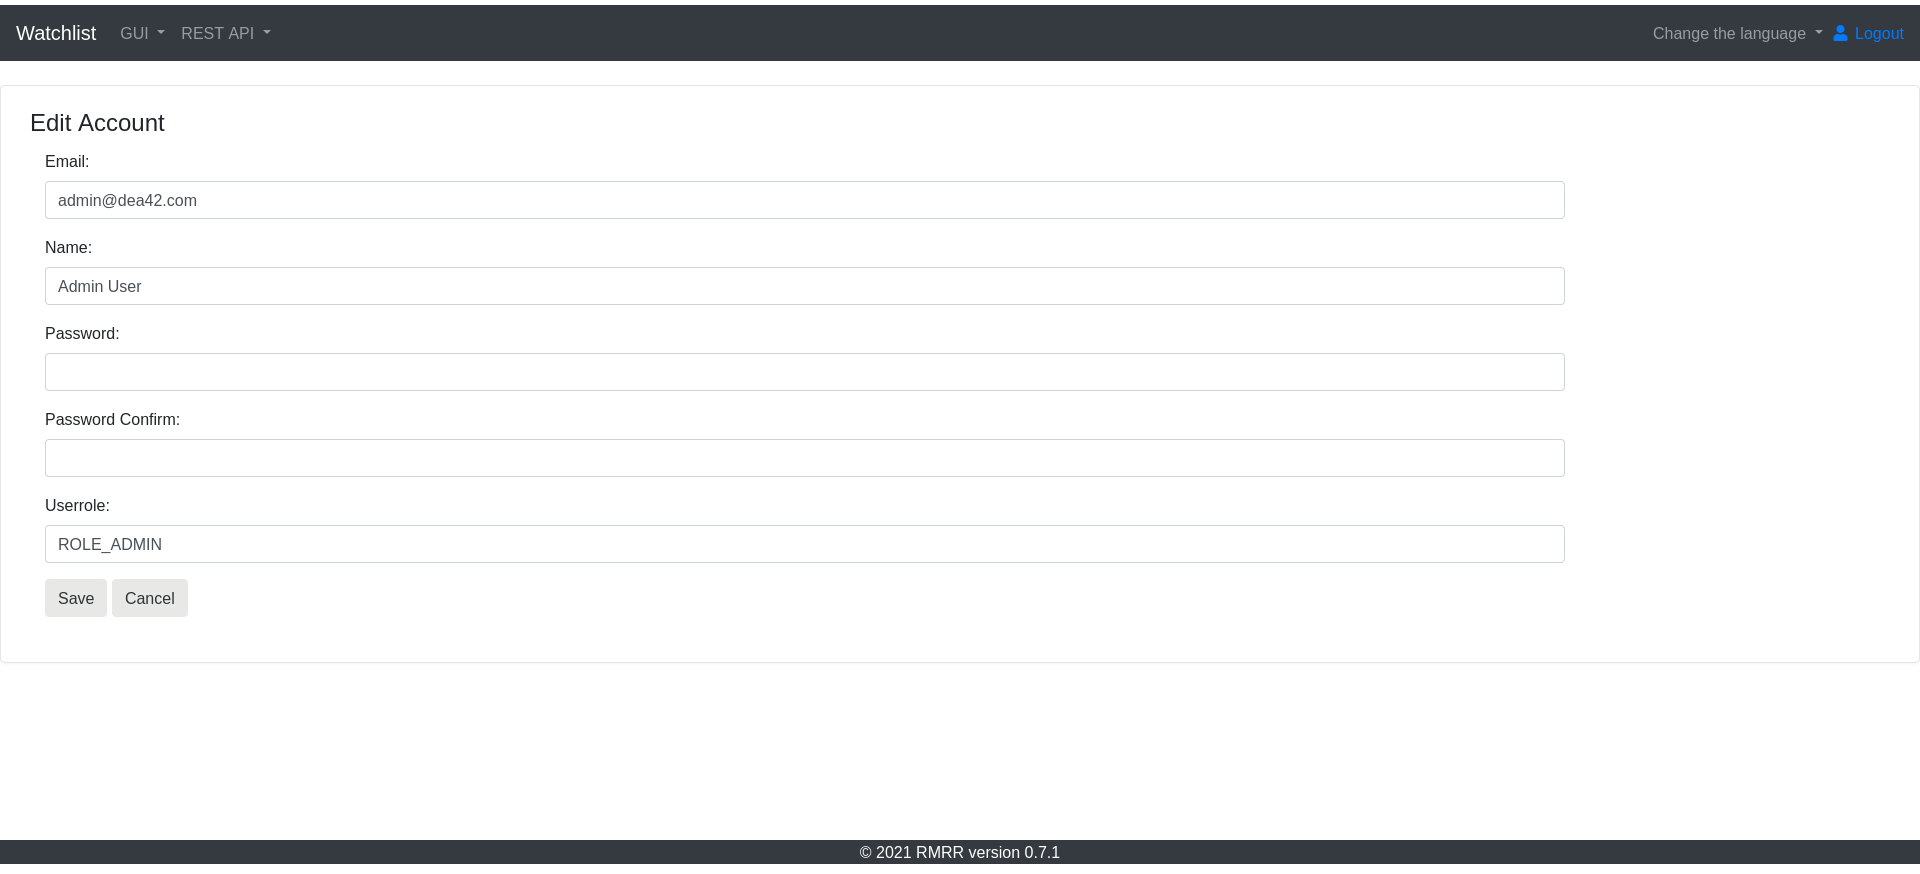 Watchlist GUI REST API Change the language Logout
Edit Account
Email:
admin@dea42.com
Name:
Admin User
Password:
Password Confirm:
Userrole:
ROLE_ADMIN
Save Cancel
© 2021 RMRR version 0.7.1